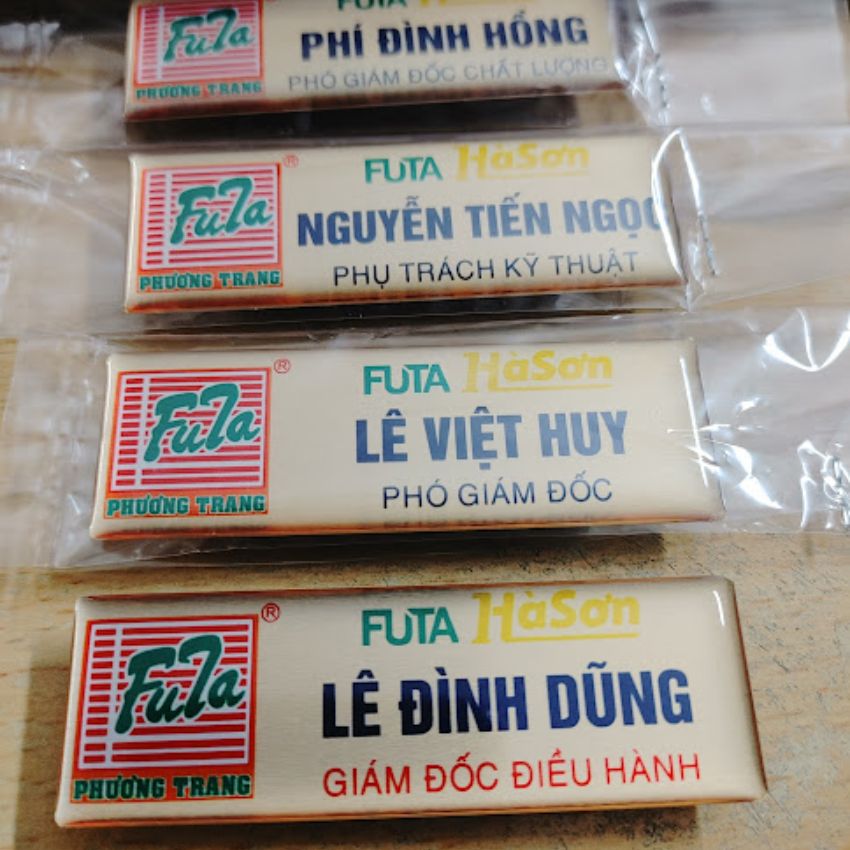 FuTa
PHƯƠNG TRANG
FUTA HàSơn
PHÍ ĐÌNH HỒNG
PHÓ GIÁM ĐỐC CHẤT LƯỢNG
FuTa ®
PHƯƠNG TRANG
FUTA HàSơn
NGUYỄN TIẾN NGỌC
PHỤ TRÁCH KỸ THUẬT
FuTa ®
PHƯƠNG TRANG
FUTA HàSơn
LÊ VIỆT HUY
PHÓ GIÁM ĐỐC
FuTa ®
PHƯƠNG TRANG
FUTA HàSơn
LÊ ĐÌNH DŨNG
GIÁM ĐỐC ĐIỀU HÀNH